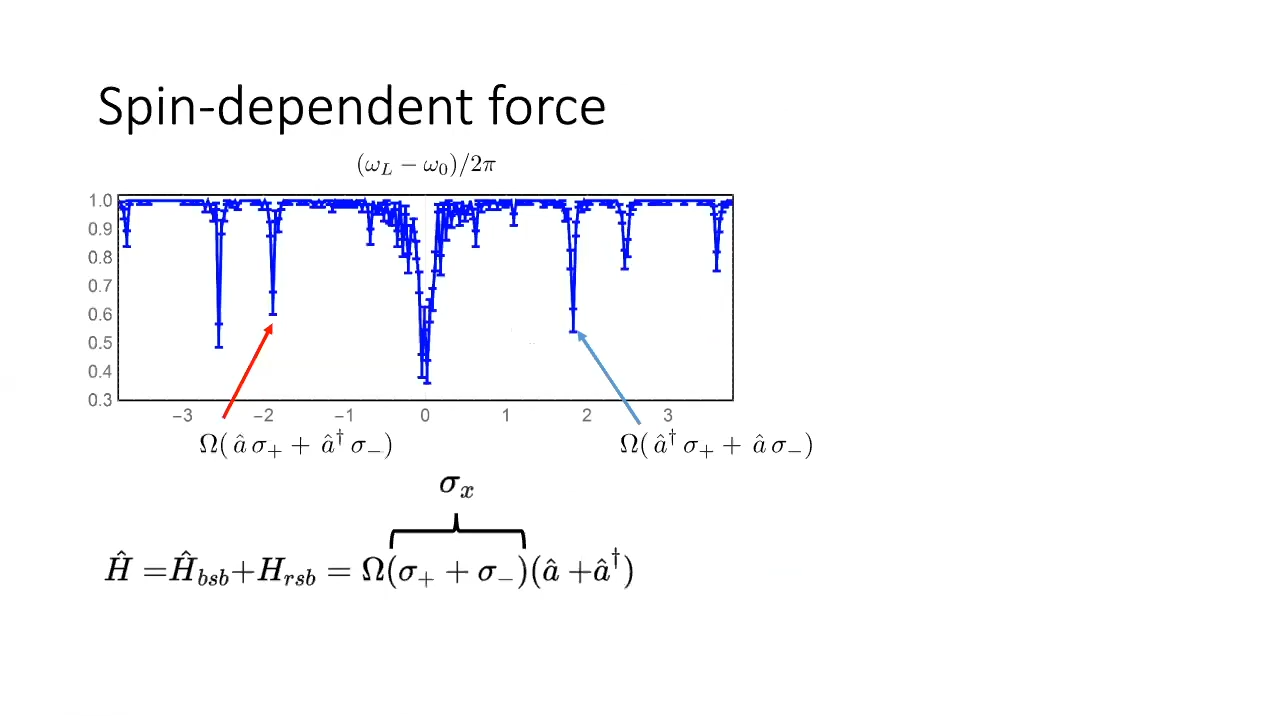 Spin-dependent force
(ω_L − ω_0)/2π
1.0
0.9
0.8
0.7
0.6
0.5
0.4
0.3
−3 −2 −1 0 1 2 3
Ω( â σ₊ + â† σ₋) Ω( â† σ₊ + â σ₋)
σₓ
Ĥ =Ĥ_bsb+H_rsb = Ω(σ₊ + σ₋)(â +â†)